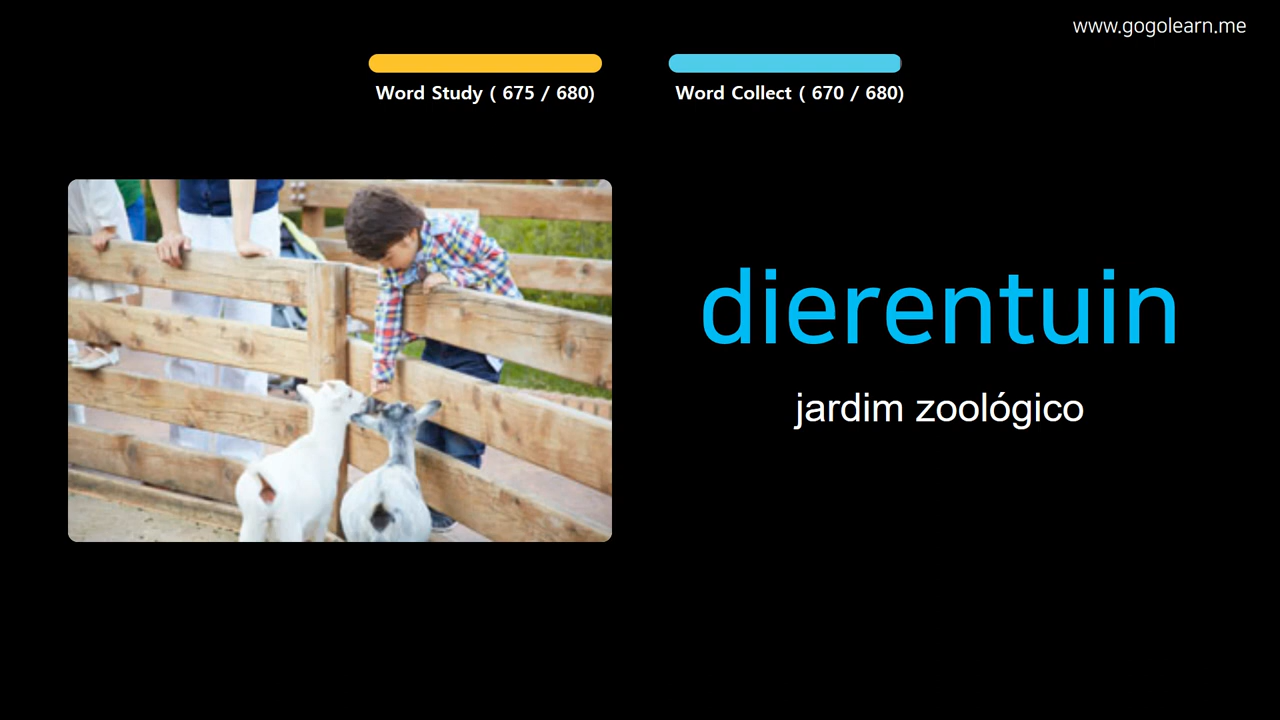 www.gogolearn.me
Word Study ( 675 / 680)
Word Collect ( 670 / 680)
dierentuin
jardim zoológico